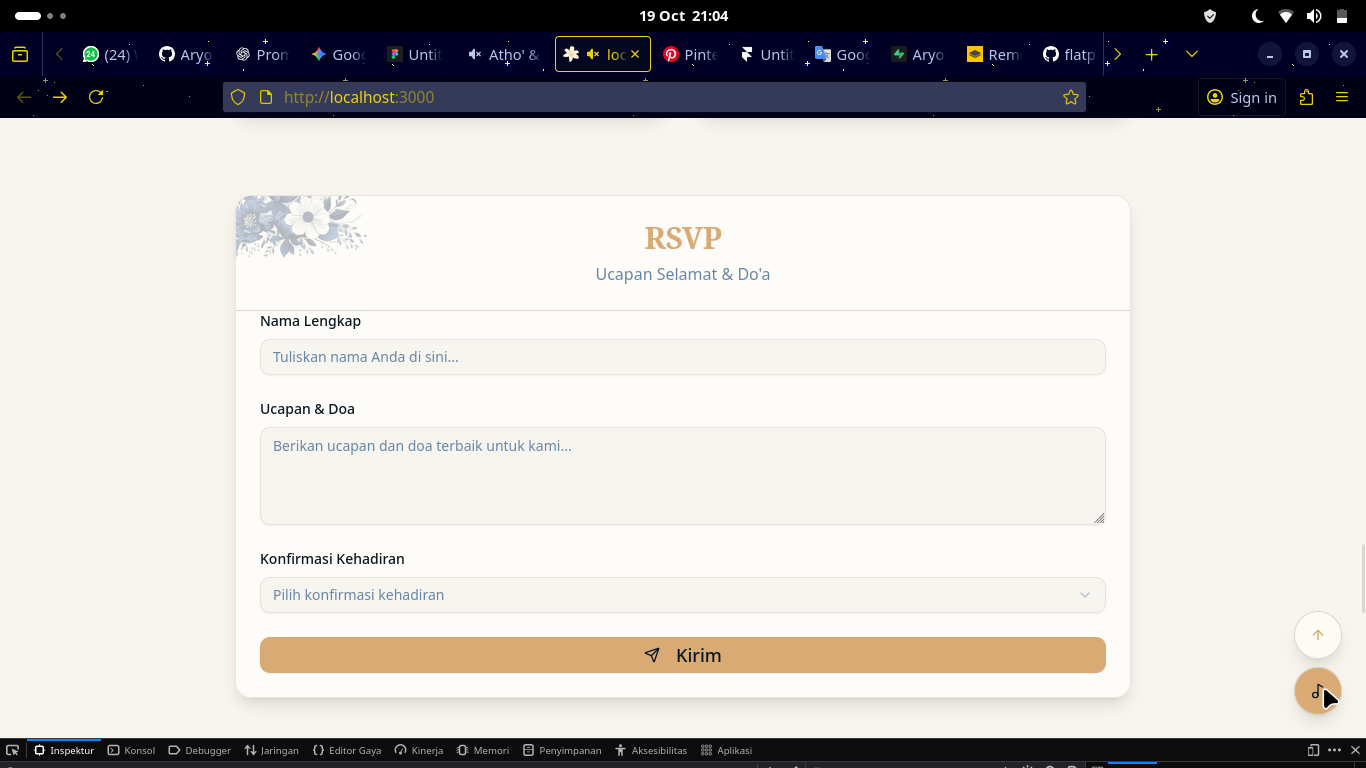 19 Oct 21:04
(24)
Aryo
Prom
Goog
Untit
Atho' &
loc
Pinte
Unti
Goog
Aryo
Rem
flatp
http://localhost:3000
Sign in
RSVP
Ucapan Selamat & Do'a
Nama Lengkap
Tuliskan nama Anda di sini...
Ucapan & Doa
Berikan ucapan dan doa terbaik untuk kami...
Konfirmasi Kehadiran
Pilih konfirmasi kehadiran
Kirim
Inspektur
Konsol
Debugger
Jaringan
Editor Gaya
Kinerja
Memori
Penyimpanan
Aksesibilitas
Aplikasi